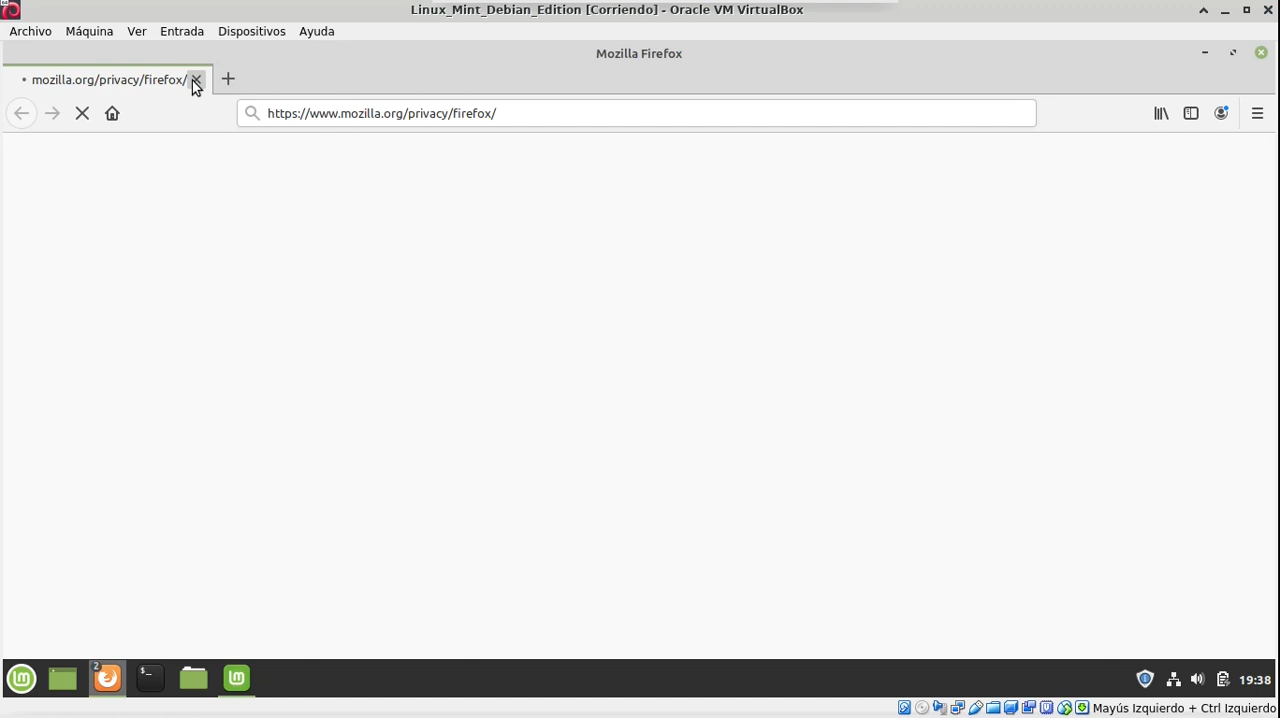 Linux_Mint_Debian_Edition [Corriendo] - Oracle VM VirtualBox
Archivo Máquina Ver Entrada Dispositivos Ayuda
Mozilla Firefox
mozilla.org/privacy/firefox/
https://www.mozilla.org/privacy/firefox/
2
$_
19:38
Mayús Izquierdo + Ctrl Izquierdo